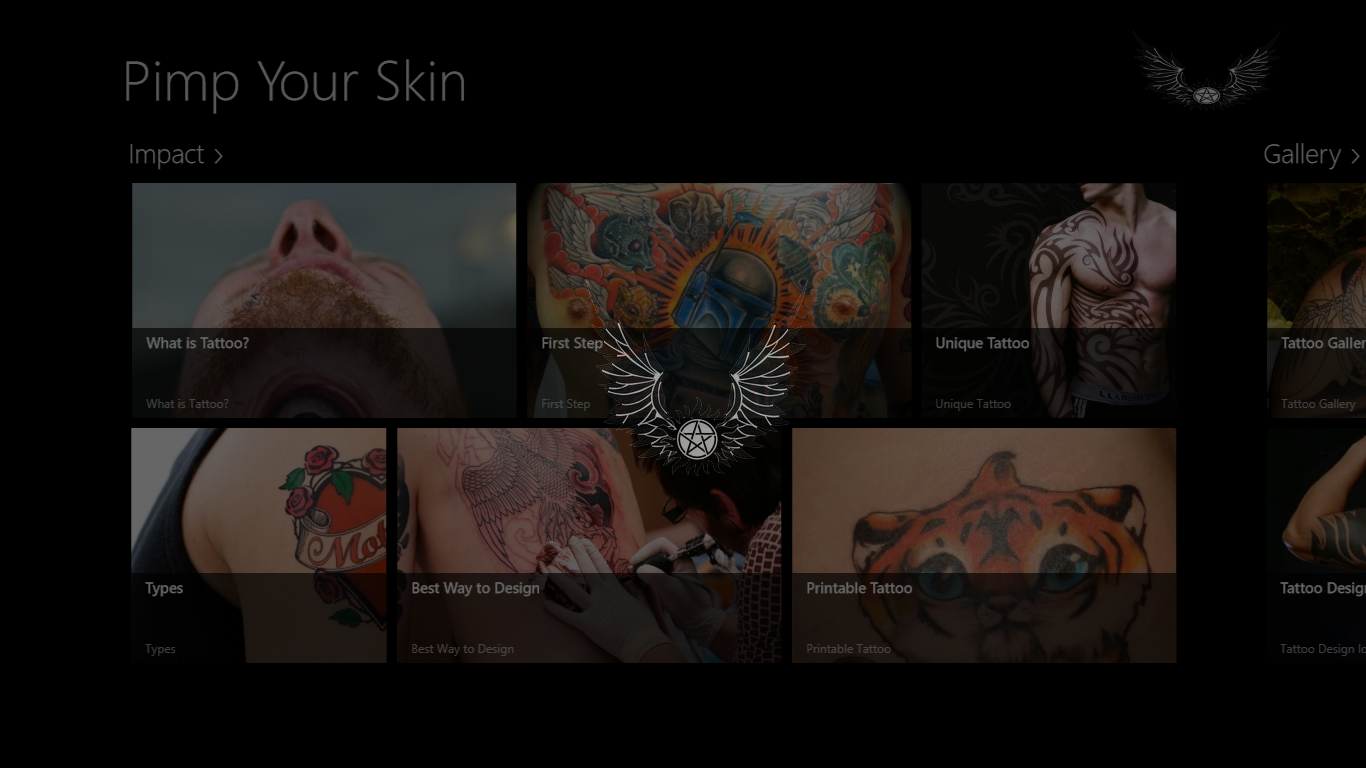 Pimp Your Skin
Impact >
Gallery >
What is Tattoo?
What is Tattoo?
First Step
First Step
Unique Tattoo
Unique Tattoo
Tattoo Galler
Tattoo Gallery
Types
Types
Best Way to Design
Best Way to Design
Printable Tattoo
Printable Tattoo
Tattoo Desig
Tattoo Design Ic